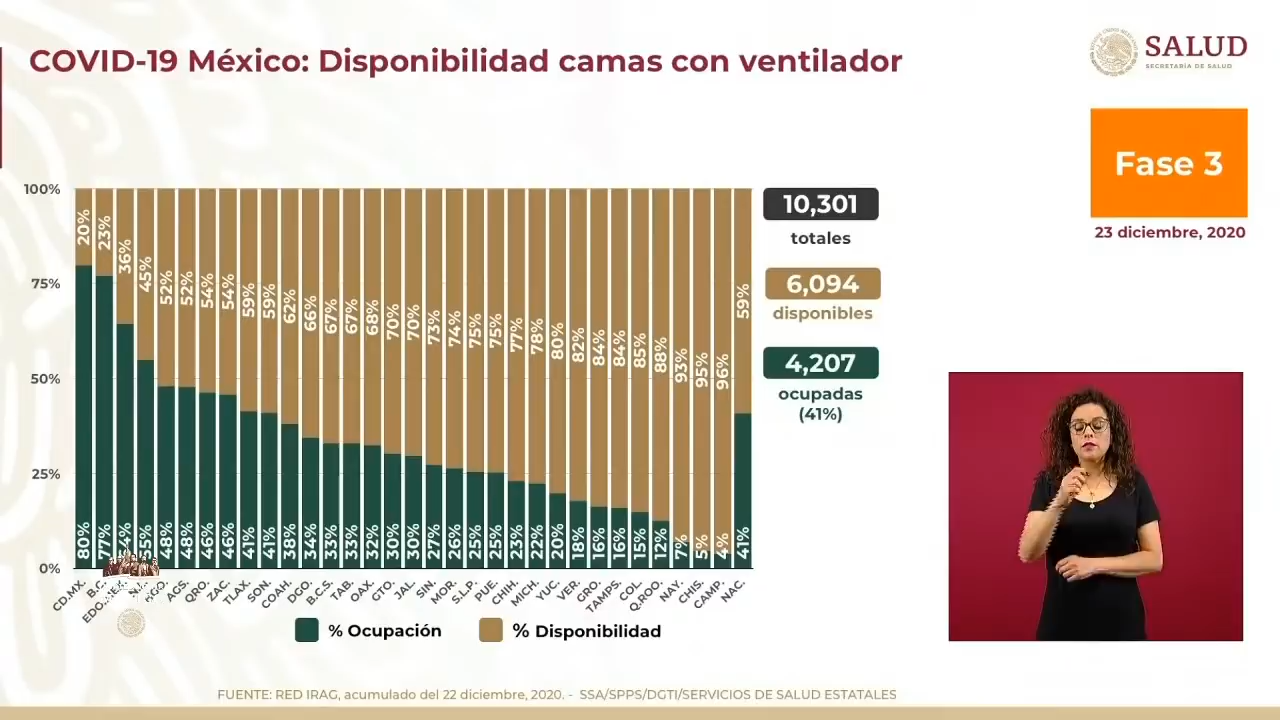 COVID-19 México: Disponibilidad camas con ventilador
SALUD
SECRETARÍA DE SALUD
Fase 3
23 diciembre, 2020
100%
75%
50%
25%
0%
20% 23% 36% 45% 52% 52% 54% 54% 59% 59% 62% 66% 67% 67% 68% 70% 70% 73% 74% 75% 75% 77% 78% 80% 82% 84% 84% 85% 88% 93% 95% 96% 59%
80% 77% 4% 5% 48% 48% 46% 46% 41% 41% 38% 34% 33% 33% 32% 30% 30% 27% 26% 25% 25% 23% 22% 20% 18% 16% 16% 15% 12% 7% 5% 4% 41%
CD.MX. B.C. EDO.MEX. AGS. QRO. ZAC. TLAX. SON. COAH. DGO. B.C.S. TAB. OAX. GTO. JAL. SIN. MOR. S.L.P. PUE. CHIH. MICH. YUC. VER. GRO. TAMPS. COL. Q.ROO. NAY. CHIS. CAMP. NAC.
10,301
totales
6,094
disponibles
4,207
ocupadas
(41%)
% Ocupación
% Disponibilidad
FUENTE: RED IRAG, acumulado del 22 diciembre, 2020. - SSA/SPPS/DGTI/SERVICIOS DE SALUD ESTATALES